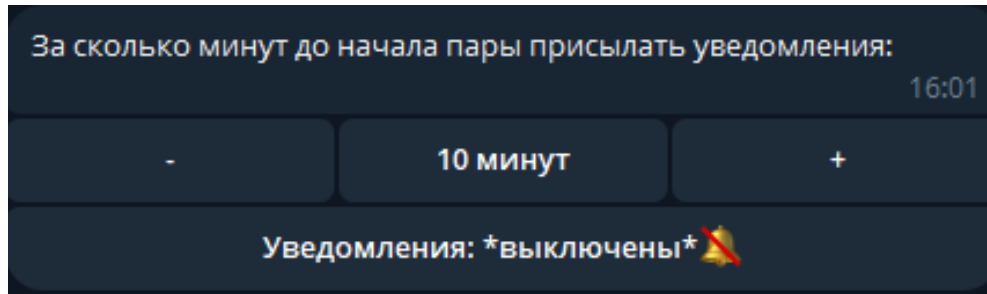 За сколько минут до начала пары присылать уведомления:
16:01
-
10 минут
+
Уведомления: *выключены*🔕